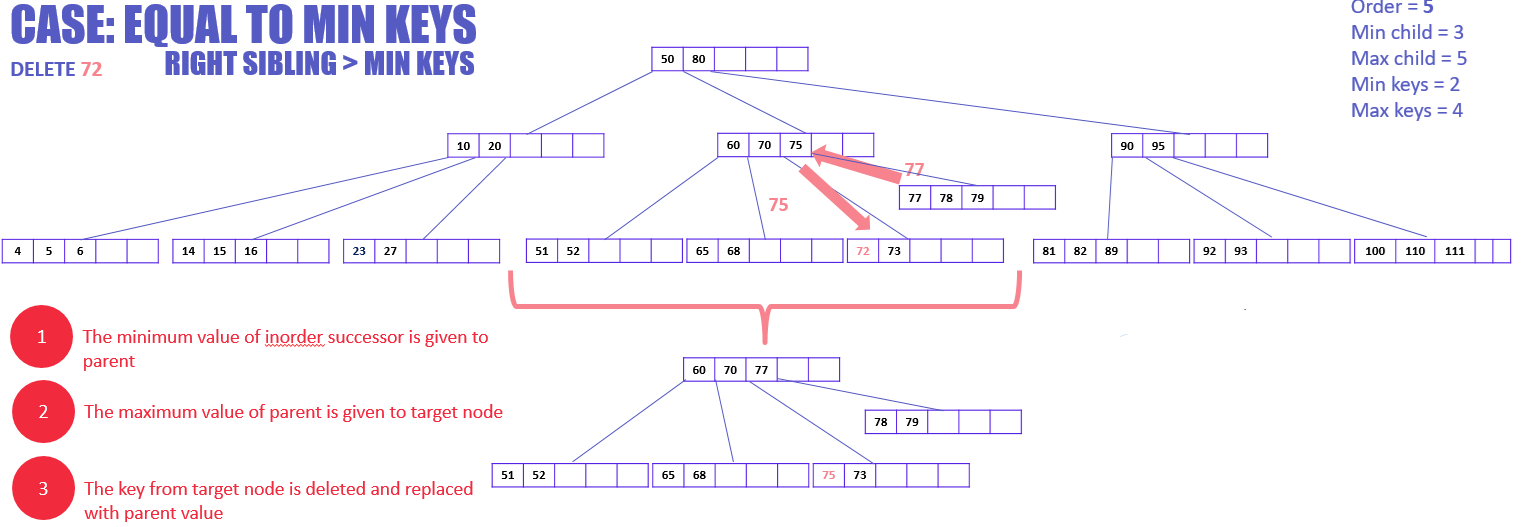 CASE: EQUAL TO MIN KEYS
DELETE 72 RIGHT SIBLING > MIN KEYS
Order = 5
Min child = 3
Max child = 5
Min keys = 2
Max keys = 4
50 80
10 20
60 70 75
90 95
77
77 78 79
75
4 5 6
14 15 16
23 27
51 52
65 68
72 73
81 82 89
92 93
100 110 111
1 The minimum value of inorder successor is given to
parent
2 The maximum value of parent is given to target node
3 The key from target node is deleted and replaced
with parent value
60 70 77
78 79
51 52
65 68
75 73